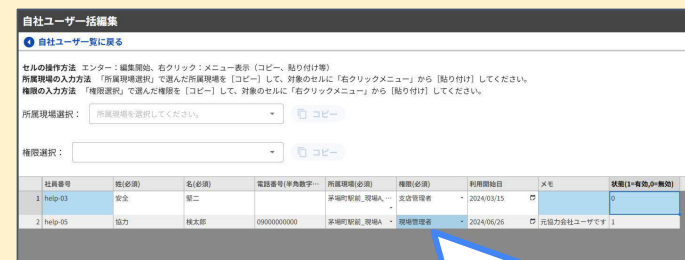 自社ユーザー一括編集
自社ユーザー一覧に戻る
セルの操作方法 エンター：編集開始、右クリック：メニュー表示（コピー、貼り付け等）
所属現場の入力方法 「所属現場選択」で選んだ所属現場を［コピー］して、対象のセルに「右クリックメニュー」から［貼り付け］してください。
権限の入力方法 「権限選択」で選んだ権限を［コピー］して、対象のセルに「右クリックメニュー」から［貼り付け］してください。
所属現場選択： 所属現場を選択してください。 コピー
権限選択： コピー
社員番号 姓(必須) 名(必須) 電話番号(半角数字… 所属現場(必須) 権限(必須) 利用開始日 メモ 状態(1=有効,0=無効)
1 help-03 安全 堅二 茅場町駅前_現場A, … 支店管理者 2024/03/15 0
2 help-05 協力 検太郎 09000000000 茅場町駅前_現場A 現場管理者 2024/06/26 元協力会社ユーザです 1